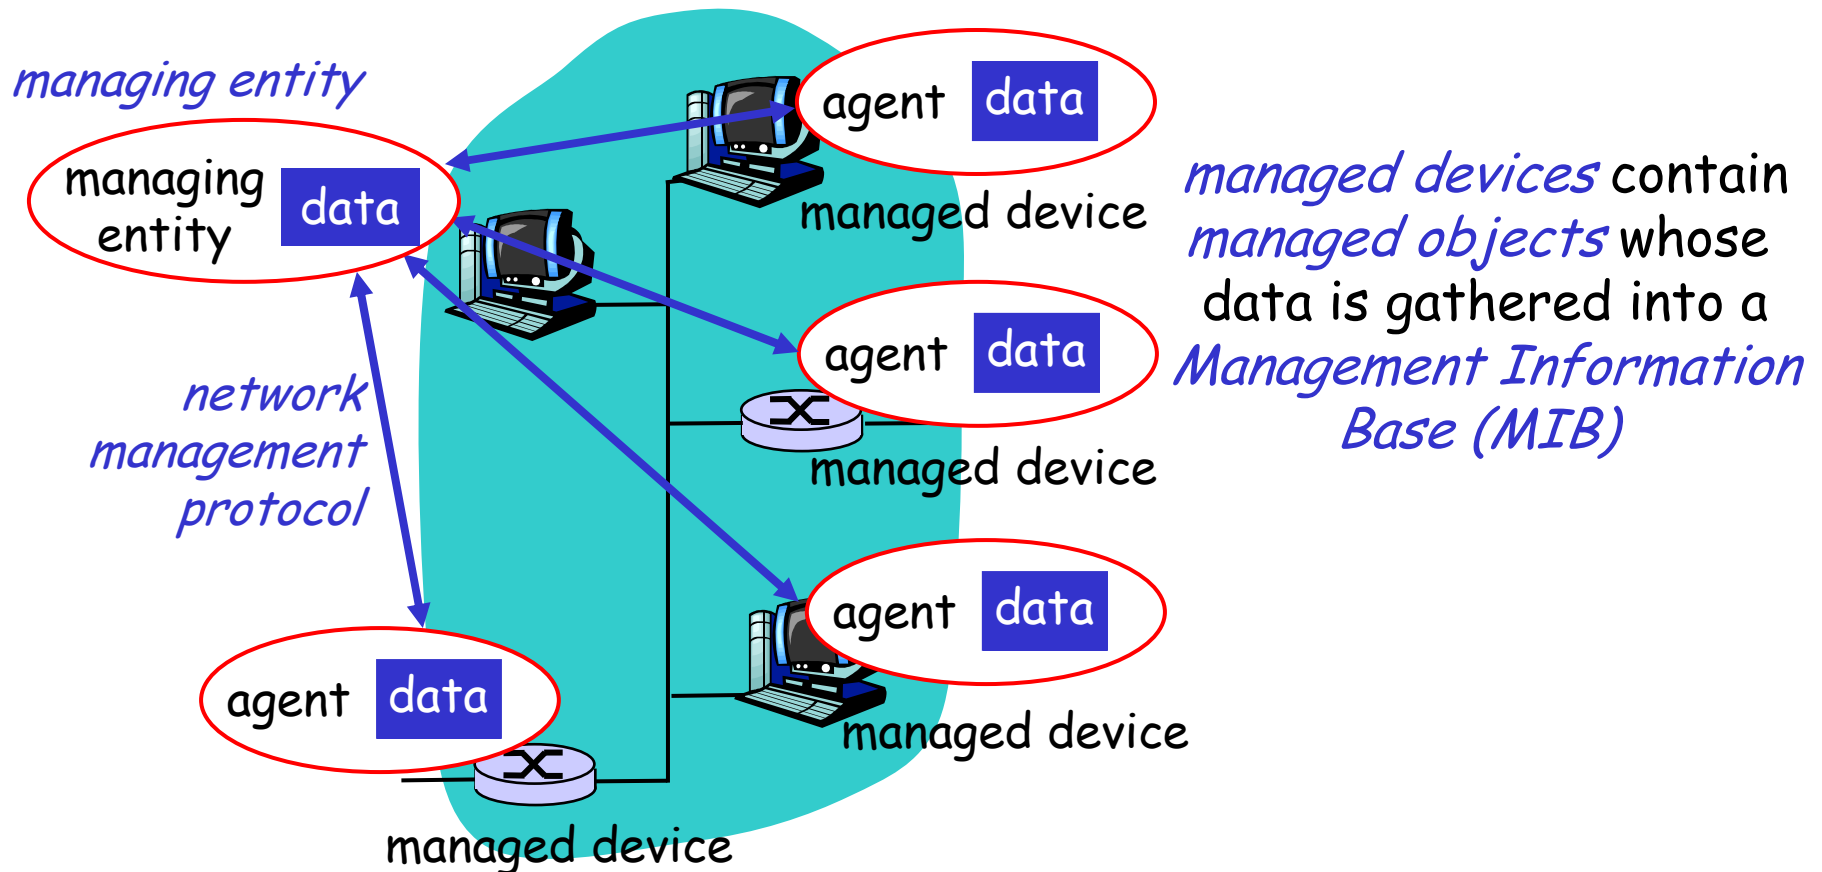 managing entity
managing
entity
data
agent data
managed device
agent data
managed device
agent data
managed device
agent data
managed device
network
management
protocol
managed devices contain
managed objects whose
data is gathered into a
Management Information
Base (MIB)